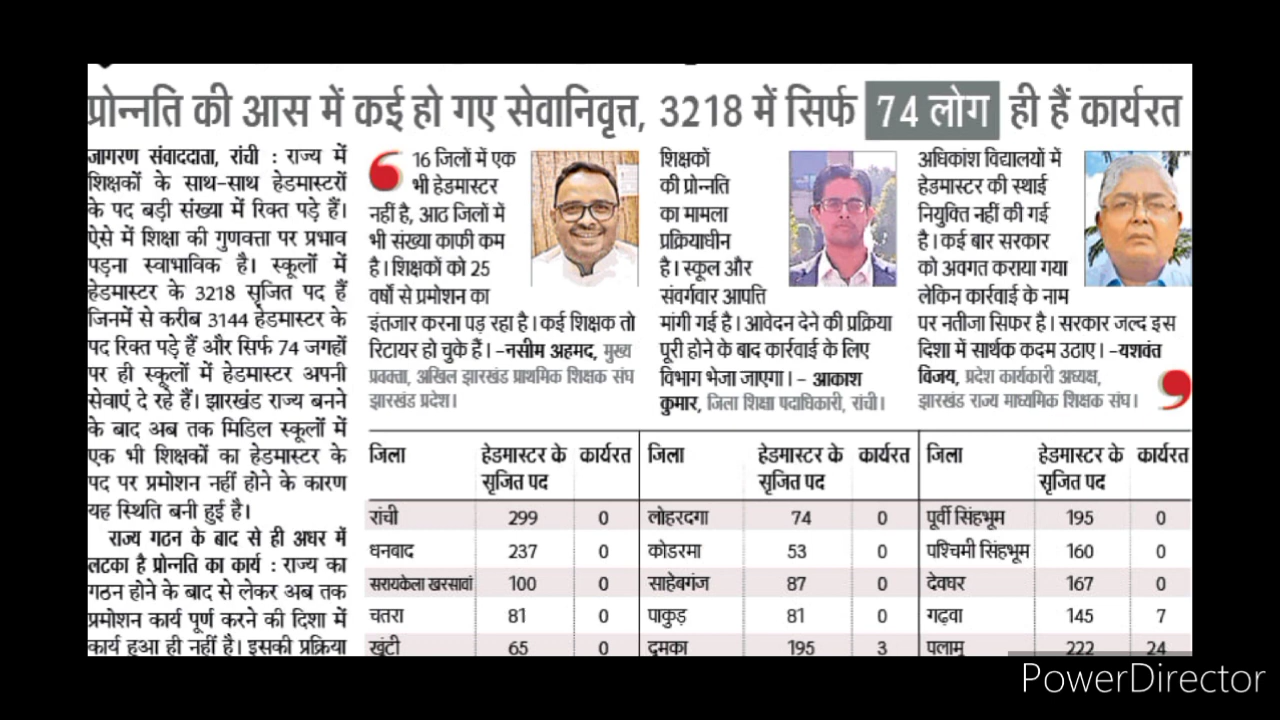 प्रोन्नति की आस में कई हो गए सेवानिवृत्त, 3218 में सिर्फ 74 लोग ही हैं कार्यरत
जागरण संवाददाता, रांची : राज्य में
शिक्षकों के साथ-साथ हेडमास्टरों
के पद बड़ी संख्या में रिक्त पड़े हैं।
ऐसे में शिक्षा की गुणवत्ता पर प्रभाव
पड़ना स्वाभाविक है। स्कूलों में
हेडमास्टर के 3218 सृजित पद हैं
जिनमें से करीब 3144 हेडमास्टर के
पद रिक्त पड़े हैं और सिर्फ 74 जगहों
पर ही स्कूलों में हेडमास्टर अपनी
सेवाएं दे रहे हैं। झारखंड राज्य बनने
के बाद अब तक मिडिल स्कूलों में
एक भी शिक्षकों का हेडमास्टर के
पद पर प्रमोशन नहीं होने के कारण
यह स्थिति बनी हुई है।
राज्य गठन के बाद से ही अधर में
लटका है प्रोन्नति का कार्य : राज्य का
गठन होने के बाद से लेकर अब तक
प्रमोशन कार्य पूर्ण करने की दिशा में
कार्य हुआ ही नहीं है। इसकी प्रक्रिया
16 जिलों में एक
भी हेडमास्टर
नहीं है, आठ जिलों में
भी संख्या काफी कम
है। शिक्षकों को 25
वर्षों से प्रमोशन का
इंतजार करना पड़ रहा है। कई शिक्षक तो
रिटायर हो चुके हैं। -नसीम अहमद, मुख्य
प्रवक्ता, अखिल झारखंड प्राथमिक शिक्षक संघ
झारखंड प्रदेश।
शिक्षकों
की प्रोन्नति
का मामला
प्रक्रियाधीन
है। स्कूल और
संवर्गवार आपत्ति
मांगी गई है। आवेदन देने की प्रक्रिया
पूरी होने के बाद कार्रवाई के लिए
विभाग भेजा जाएगा। - आकाश
कुमार, जिला शिक्षा पदाधिकारी, रांची।
अधिकांश विद्यालयों में
हेडमास्टर की स्थाई
नियुक्ति नहीं की गई
है। कई बार सरकार
को अवगत कराया गया
लेकिन कार्रवाई के नाम
पर नतीजा सिफर है। सरकार जल्द इस
दिशा में सार्थक कदम उठाए। -यशवंत
विजय, प्रदेश कार्यकारी अध्यक्ष,
झारखंड राज्य माध्यमिक शिक्षक संघ।
जिला हेडमास्टर के सृजित पद कार्यरत जिला हेडमास्टर के सृजित पद कार्यरत जिला हेडमास्टर के सृजित पद कार्यरत
रांची 299 0 लोहरदगा 74 0 पूर्वी सिंहभूम 195 0
धनबाद 237 0 कोडरमा 53 0 पश्चिमी सिंहभूम 160 0
सरायकेला खरसावां 100 0 साहेबगंज 87 0 देवघर 167 0
चतरा 81 0 पाकुड़ 81 0 गढ़वा 145 7
खूंटी 65 0 दुमका 195 3 पलामू 222 24
PowerDirector